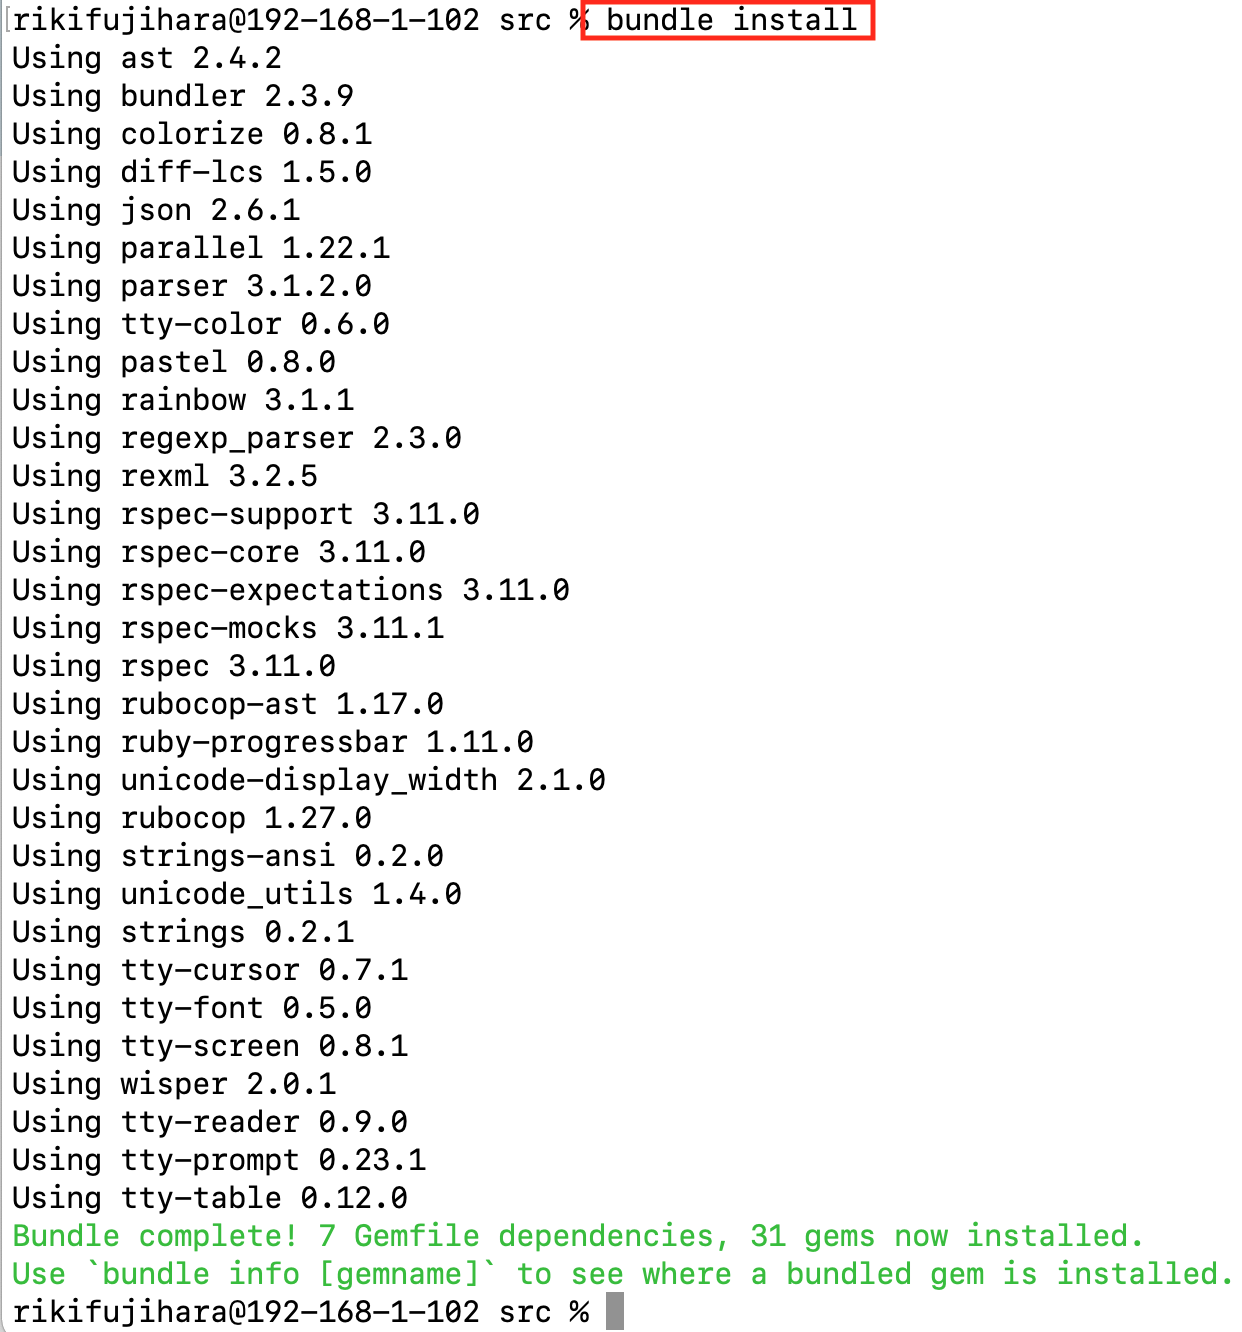 [rikifujihara@192-168-1-102 src % bundle install
Using ast 2.4.2
Using bundler 2.3.9
Using colorize 0.8.1
Using diff-lcs 1.5.0
Using json 2.6.1
Using parallel 1.22.1
Using parser 3.1.2.0
Using tty-color 0.6.0
Using pastel 0.8.0
Using rainbow 3.1.1
Using regexp_parser 2.3.0
Using rexml 3.2.5
Using rspec-support 3.11.0
Using rspec-core 3.11.0
Using rspec-expectations 3.11.0
Using rspec-mocks 3.11.1
Using rspec 3.11.0
Using rubocop-ast 1.17.0
Using ruby-progressbar 1.11.0
Using unicode-display_width 2.1.0
Using rubocop 1.27.0
Using strings-ansi 0.2.0
Using unicode_utils 1.4.0
Using strings 0.2.1
Using tty-cursor 0.7.1
Using tty-font 0.5.0
Using tty-screen 0.8.1
Using wisper 2.0.1
Using tty-reader 0.9.0
Using tty-prompt 0.23.1
Using tty-table 0.12.0
Bundle complete! 7 Gemfile dependencies, 31 gems now installed.
Use `bundle info [gemname]` to see where a bundled gem is installed.
rikifujihara@192-168-1-102 src %